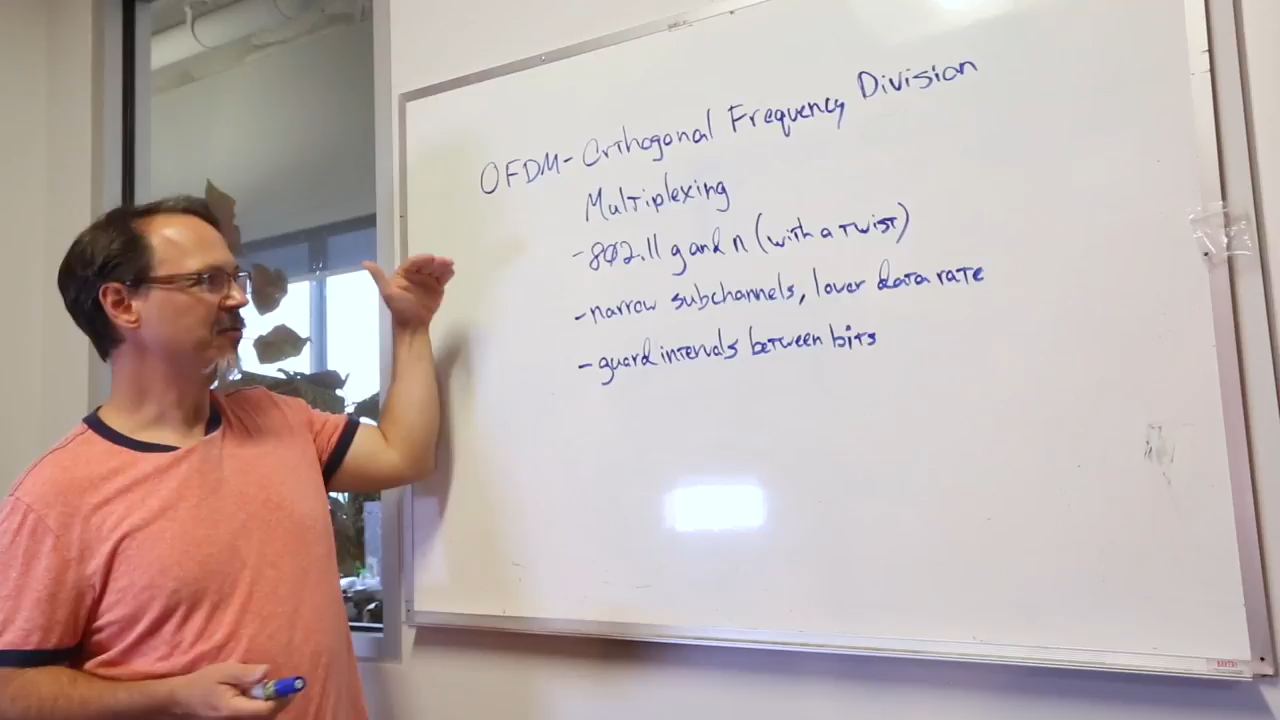 OFDM - Orthogonal Frequency Division
Multiplexing
- 802.11 g and n (with a twist)
- narrow subchannels, lower data rate
- guard intervals between bits